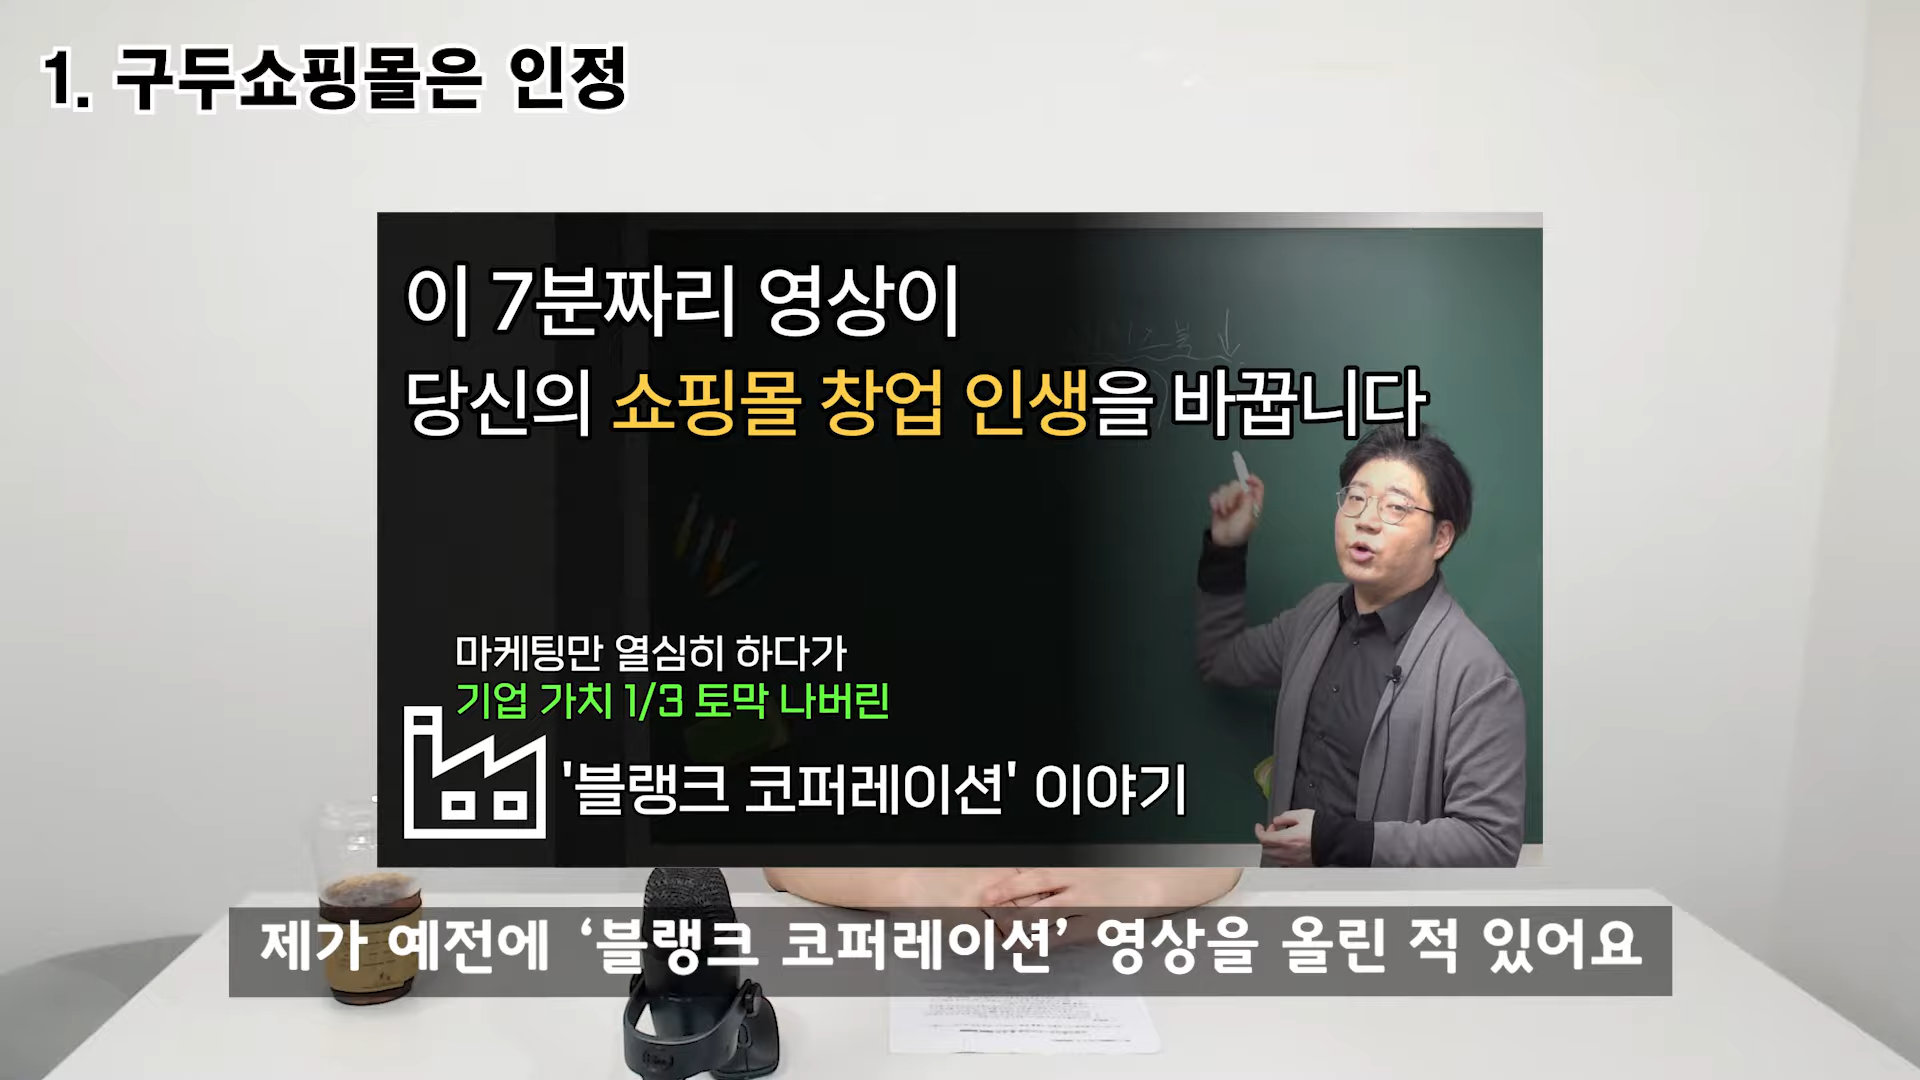 1. 구두쇼핑몰은 인정
이 7분짜리 영상이
당신의 쇼핑몰 창업 인생을 바꿉니다
마케팅만 열심히 하다가
기업 가치 1/3 토막 나버린
'블랭크 코퍼레이션' 이야기
제가 예전에 ‘블랭크 코퍼레이션’ 영상을 올린 적 있어요